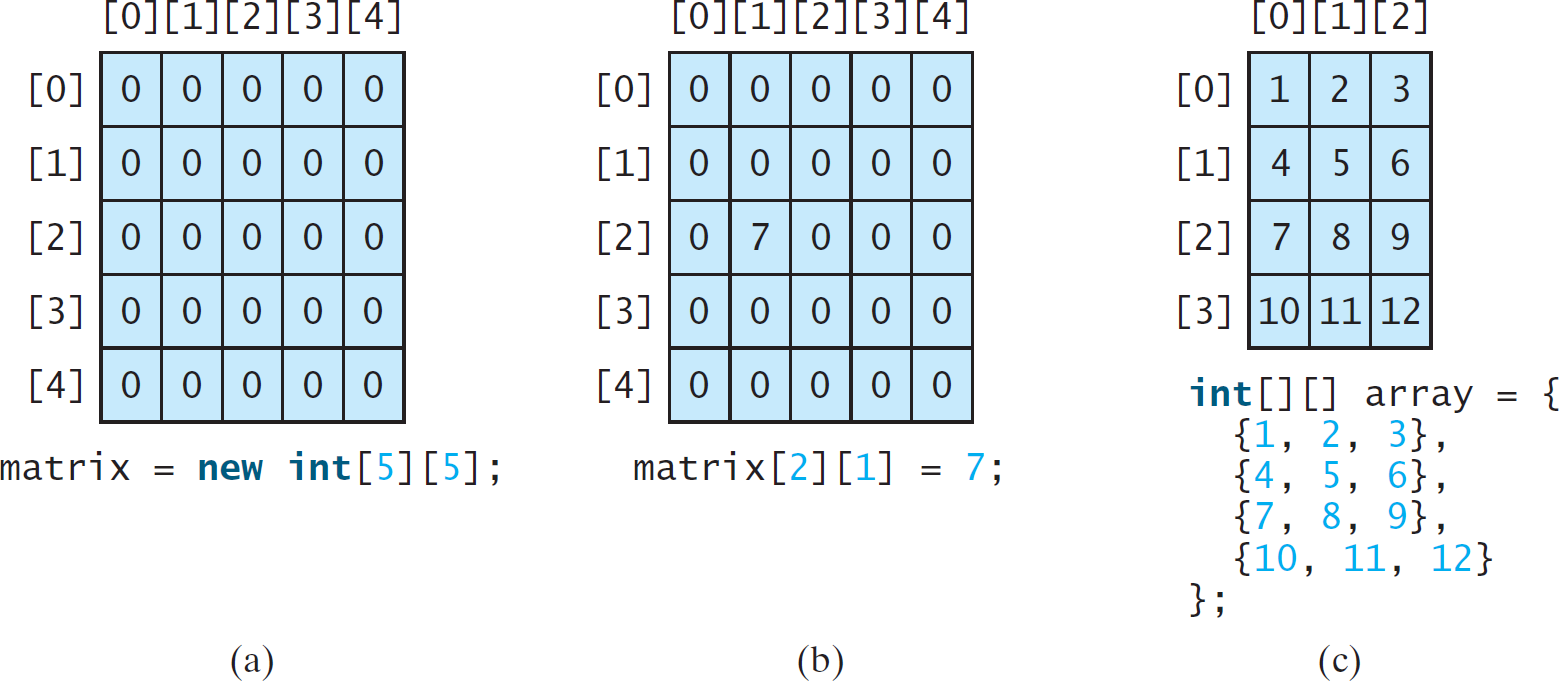 [0][1][2][3][4]
[0] 0 0 0 0 0
[1] 0 0 0 0 0
[2] 0 0 0 0 0
[3] 0 0 0 0 0
[4] 0 0 0 0 0
matrix = new int[5][5];
(a)
[0][1][2][3][4]
[0] 0 0 0 0 0
[1] 0 0 0 0 0
[2] 0 7 0 0 0
[3] 0 0 0 0 0
[4] 0 0 0 0 0
matrix[2][1] = 7;
(b)
[0][1][2]
[0] 1 2 3
[1] 4 5 6
[2] 7 8 9
[3] 10 11 12
int[][] array = {
{1, 2, 3},
{4, 5, 6},
{7, 8, 9},
{10, 11, 12}
};
(c)